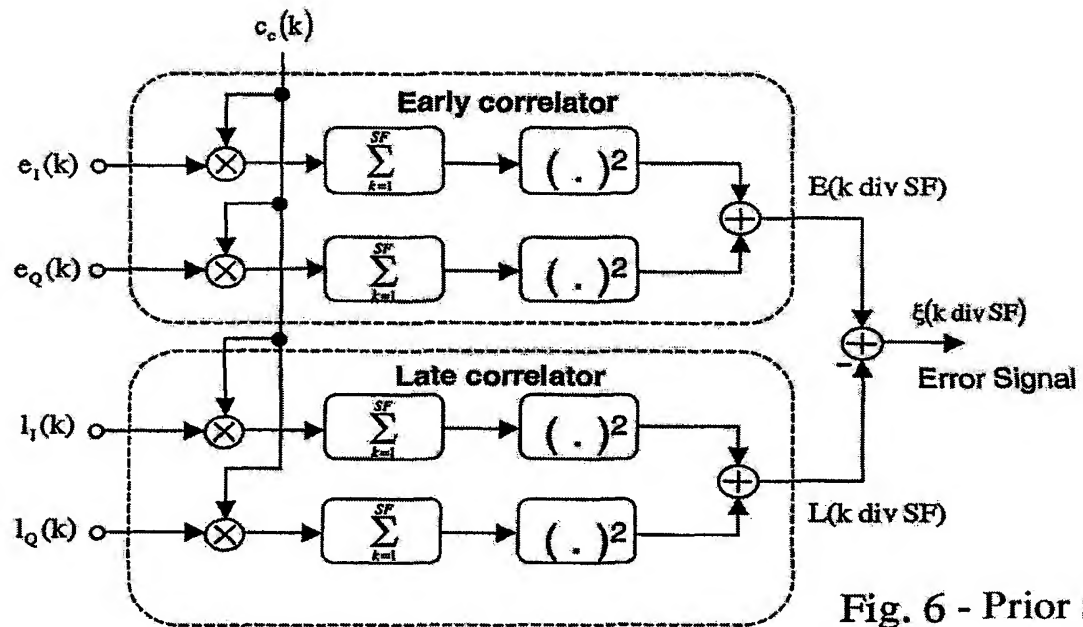 c_c(k)
Early correlator
e_I(k)
SF
∑
k=1
( . )2
E(k div SF)
e_Q(k)
SF
∑
k=1
( . )2
ξ(k div SF)
-
Error Signal
Late correlator
l_I(k)
SF
∑
k=1
( . )2
l_Q(k)
SF
∑
k=1
( . )2
L(k div SF)
Fig. 6 - Prior